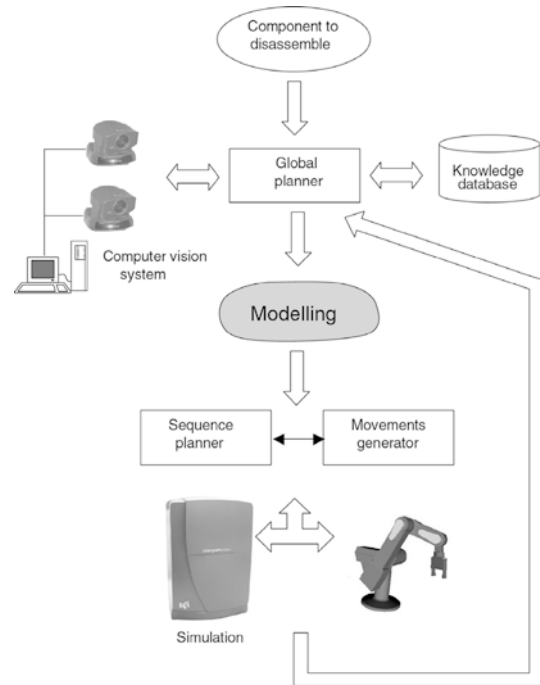 Component to
disassemble
Global
planner
Knowledge
database
Computer vision
system
Modelling
Sequence
planner
Movements
generator
Simulation